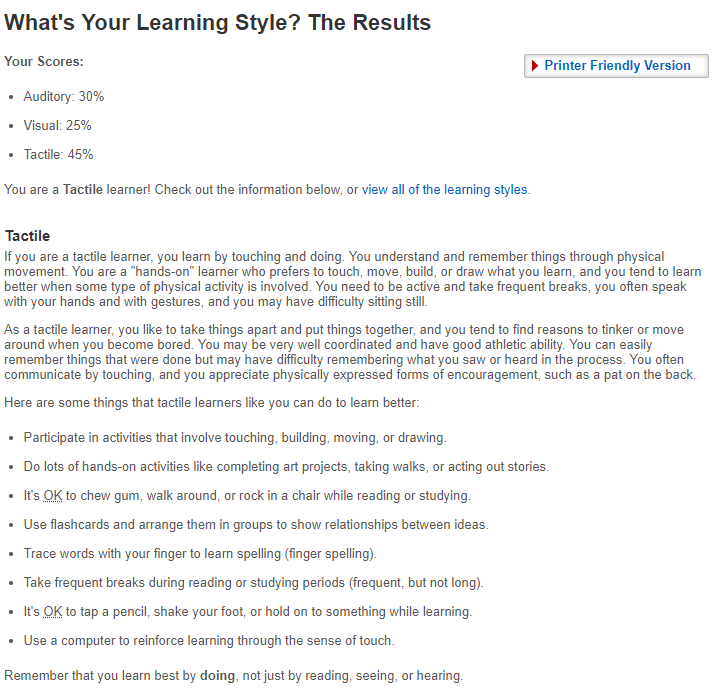 What's Your Learning Style? The Results
Your Scores:
Printer Friendly Version
• Auditory: 30%
• Visual: 25%
• Tactile: 45%
You are a Tactile learner! Check out the information below, or view all of the learning styles.
Tactile
If you are a tactile learner, you learn by touching and doing. You understand and remember things through physical
movement. You are a "hands-on" learner who prefers to touch, move, build, or draw what you learn, and you tend to learn
better when some type of physical activity is involved. You need to be active and take frequent breaks, you often speak
with your hands and with gestures, and you may have difficulty sitting still.
As a tactile learner, you like to take things apart and put things together, and you tend to find reasons to tinker or move
around when you become bored. You may be very well coordinated and have good athletic ability. You can easily
remember things that were done but may have difficulty remembering what you saw or heard in the process. You often
communicate by touching, and you appreciate physically expressed forms of encouragement, such as a pat on the back.
Here are some things that tactile learners like you can do to learn better:
• Participate in activities that involve touching, building, moving, or drawing.
• Do lots of hands-on activities like completing art projects, taking walks, or acting out stories.
• It's OK to chew gum, walk around, or rock in a chair while reading or studying.
• Use flashcards and arrange them in groups to show relationships between ideas.
• Trace words with your finger to learn spelling (finger spelling).
• Take frequent breaks during reading or studying periods (frequent, but not long).
• It's OK to tap a pencil, shake your foot, or hold on to something while learning.
• Use a computer to reinforce learning through the sense of touch.
Remember that you learn best by doing, not just by reading, seeing, or hearing.